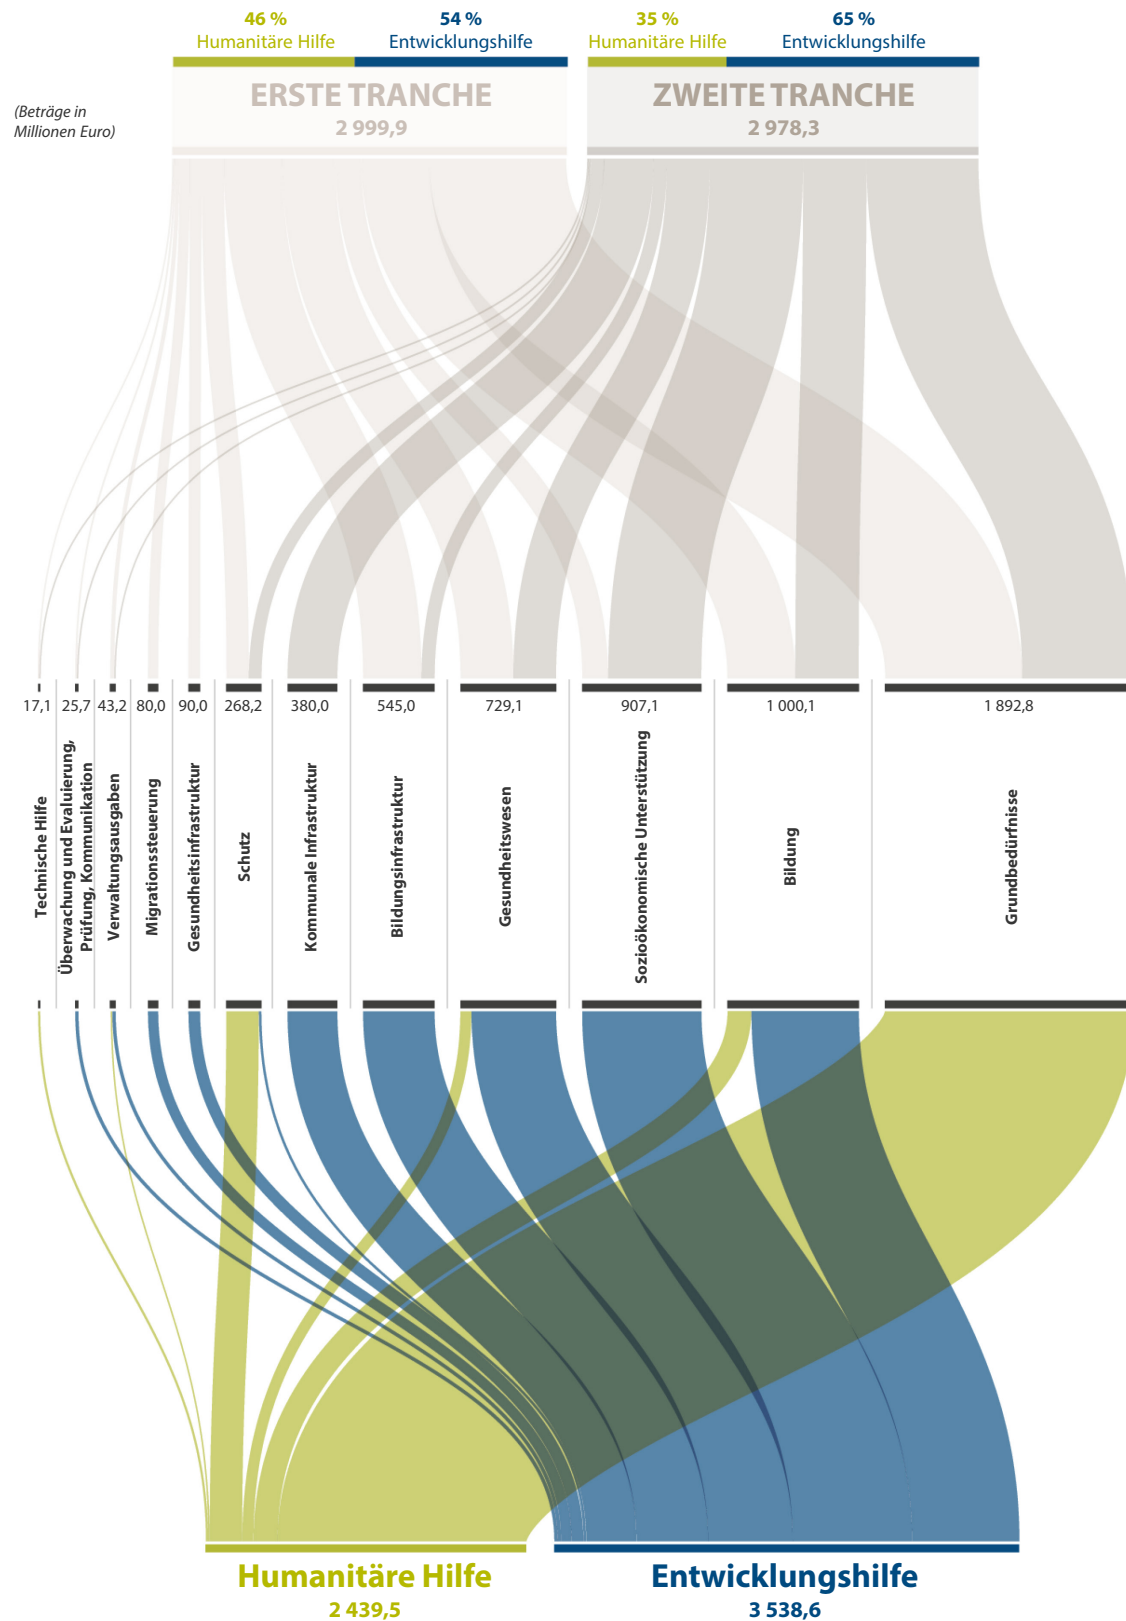 46 %
Humanitäre Hilfe
54 %
Entwicklungshilfe
35 %
Humanitäre Hilfe
65 %
Entwicklungshilfe
(Beträge in
Millionen Euro)
ERSTE TRANCHE
2 999,9
ZWEITE TRANCHE
2 978,3
17,1
25,7
43,2
80,0
90,0
268,2
380,0
545,0
729,1
907,1
1 000,1
1 892,8
Technische Hilfe
Überwachung und Evaluierung,
Prüfung, Kommunikation
Verwaltungsausgaben
Migrationssteuerung
Gesundheitsinfrastruktur
Schutz
Kommunale Infrastruktur
Bildungsinfrastruktur
Gesundheitswesen
Sozioökonomische Unterstützung
Bildung
Grundbedürfnisse
Humanitäre Hilfe
2 439,5
Entwicklungshilfe
3 538,6